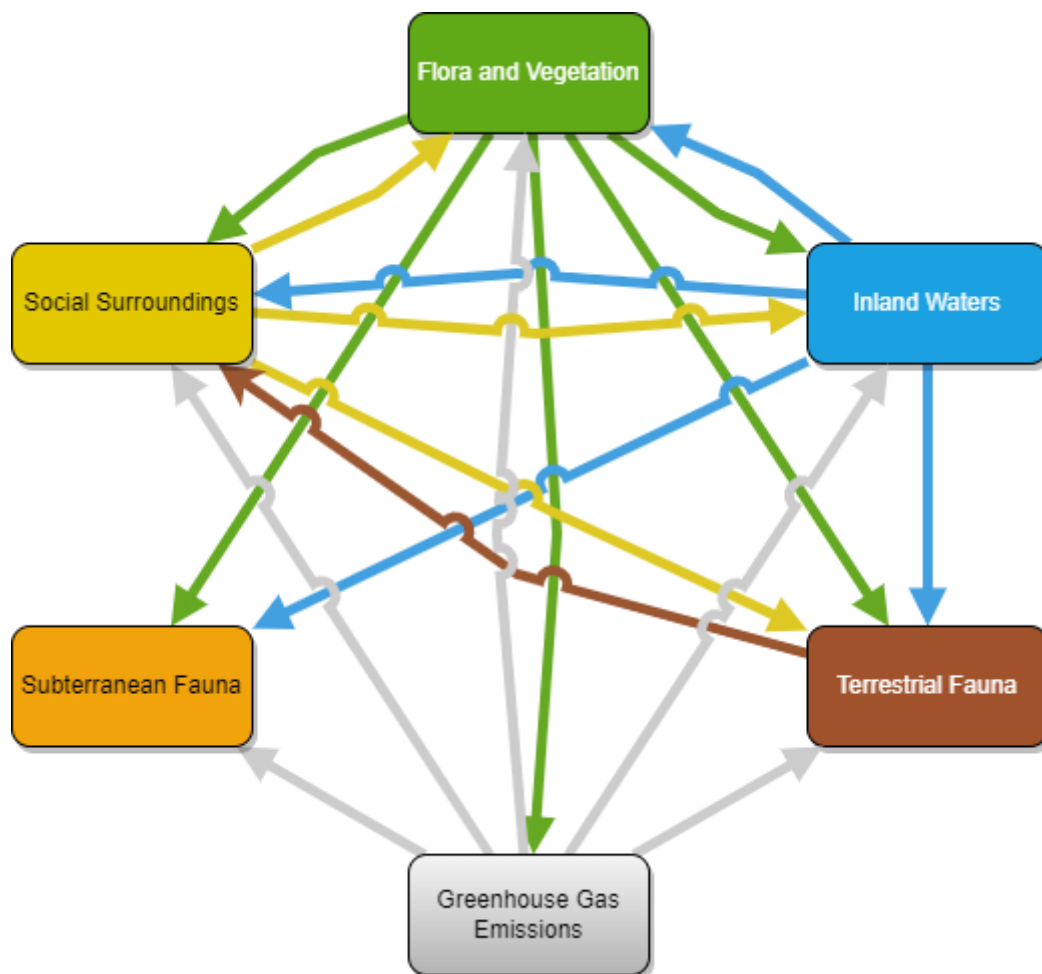 Flora and Vegetation
Social Surroundings
Inland Waters
Subterranean Fauna
Terrestrial Fauna
Greenhouse Gas
Emissions